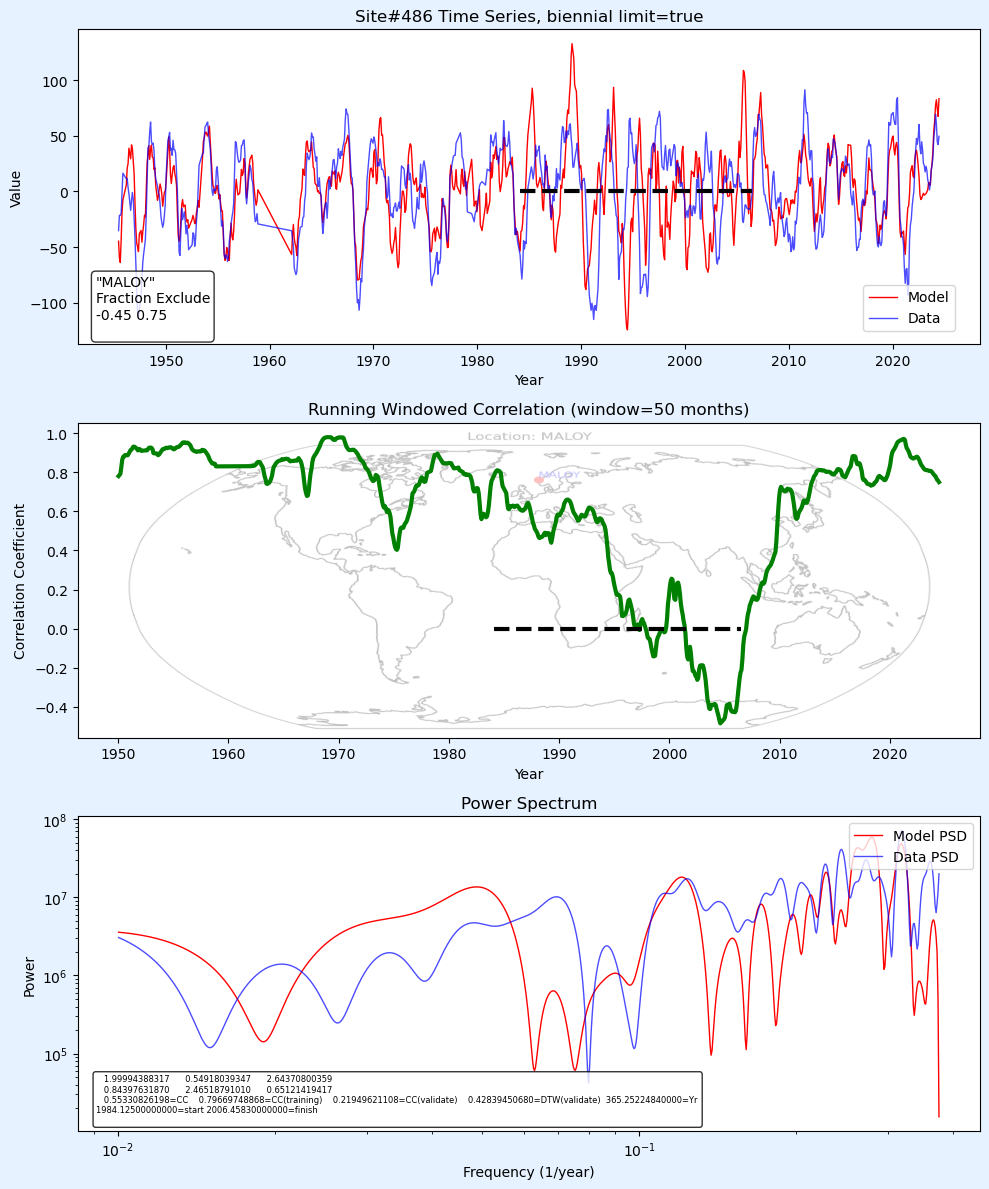 Site#486 Time Series, biennial limit=true
Value
100
50
0
−50
−100
"MALOY"
Fraction Exclude
-0.45 0.75
Model
Data
1950 1960 1970 1980 1990 2000 2010 2020
Year
Running Windowed Correlation (window=50 months)
Correlation Coefficient
1.0
0.8
0.6
0.4
0.2
0.0
−0.2
−0.4
Location: MALOY
MALOY
1950 1960 1970 1980 1990 2000 2010 2020
Year
Power Spectrum
Power
10^8
10^7
10^6
10^5
Model PSD
Data PSD
1.99994388317 0.54918039347 2.64370800359
0.84397631870 2.46518791010 0.65121419417
0.55330826198=CC 0.79669748868=CC(training) 0.21949621108=CC(validate) 0.42839450680=DTW(validate) 365.25224840000=Yr
1984.12500000000=start 2006.45830000000=finish
10^−2 10^−1
Frequency (1/year)